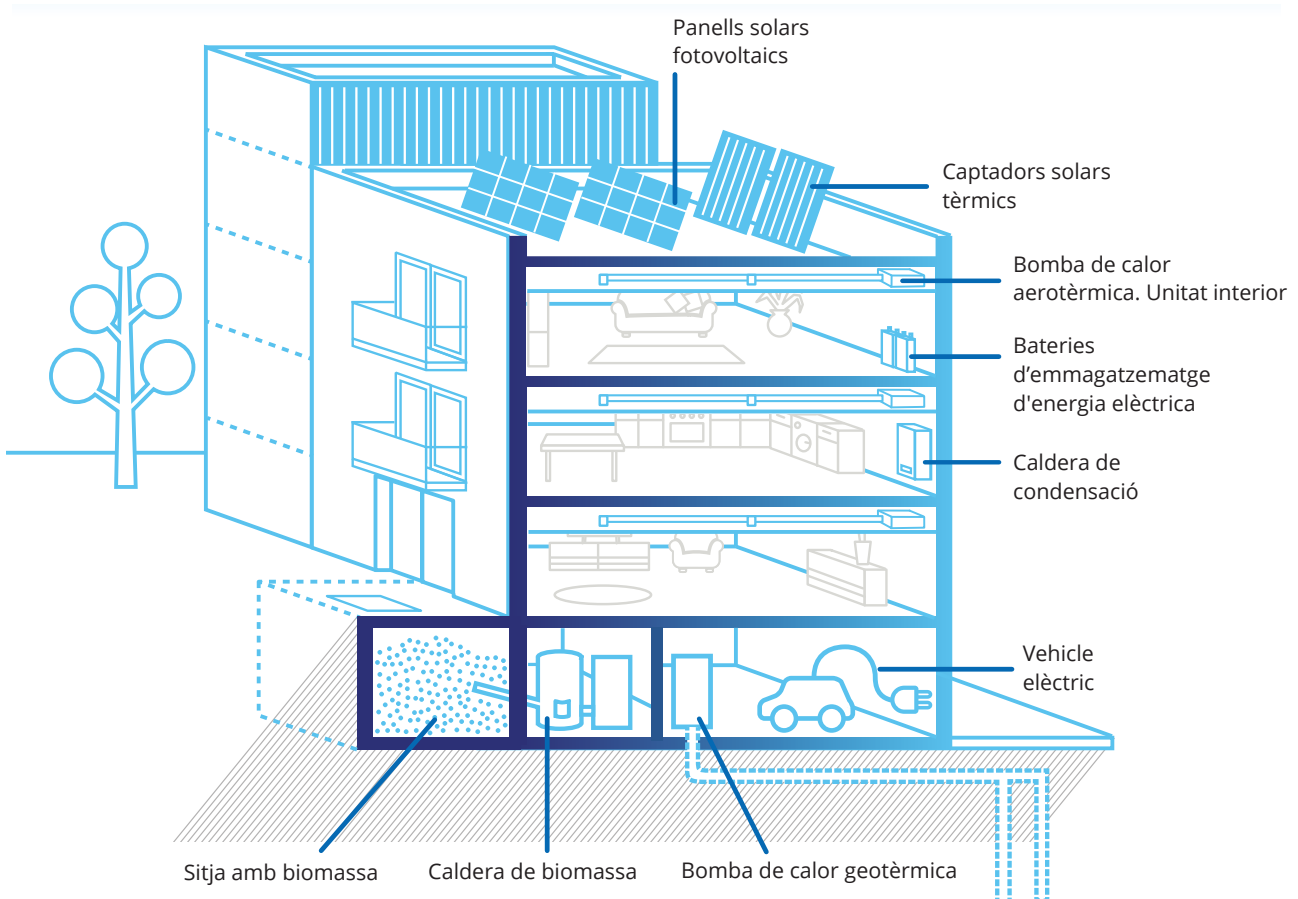 Panells solars
fotovoltaics
Captadors solars
tèrmics
Bomba de calor
aerotèrmica. Unitat interior
Bateries
d’emmagatzematge
d'energia elèctrica
Caldera de
condensació
Vehicle
elèctric
Sitja amb biomassa
Caldera de biomassa
Bomba de calor geotèrmica